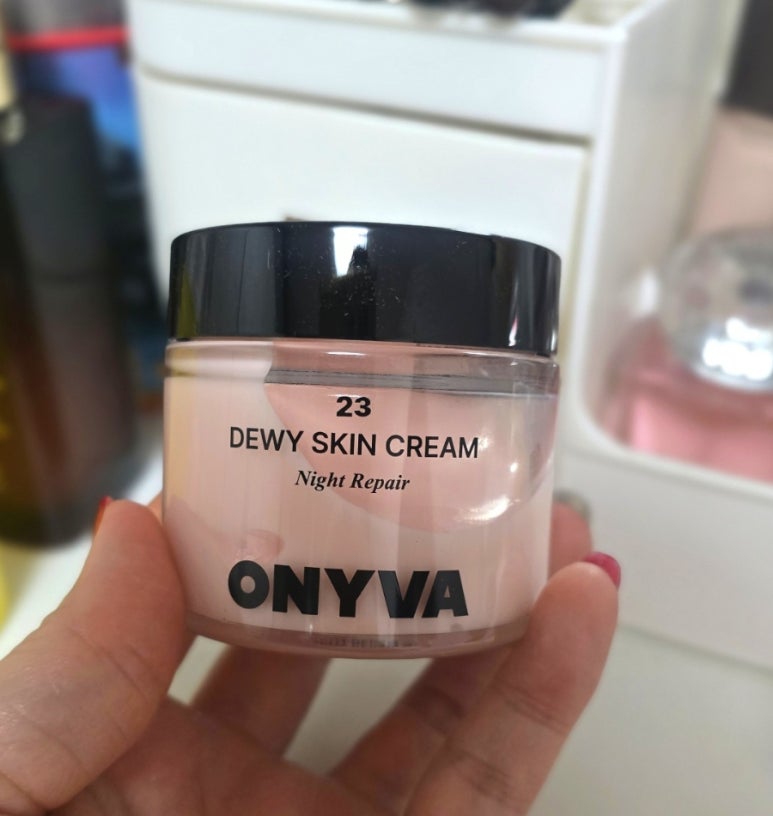 23
DEWY SKIN CREAM
Night Repair
ONYVA